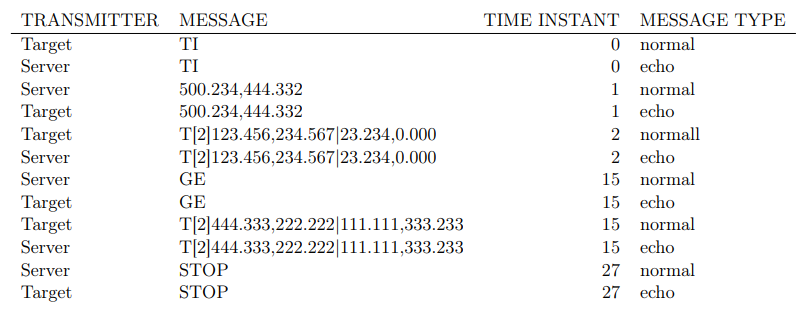 TRANSMITTER MESSAGE TIME INSTANT MESSAGE TYPE
Target TI 0 normal
Server TI 0 echo
Server 500.234,444.332 1 normal
Target 500.234,444.332 1 echo
Target T[2]123.456,234.567|23.234,0.000 2 normall
Server T[2]123.456,234.567|23.234,0.000 2 echo
Server GE 15 normal
Target GE 15 echo
Target T[2]444.333,222.222|111.111,333.233 15 normal
Server T[2]444.333,222.222|111.111,333.233 15 echo
Server STOP 27 normal
Target STOP 27 echo